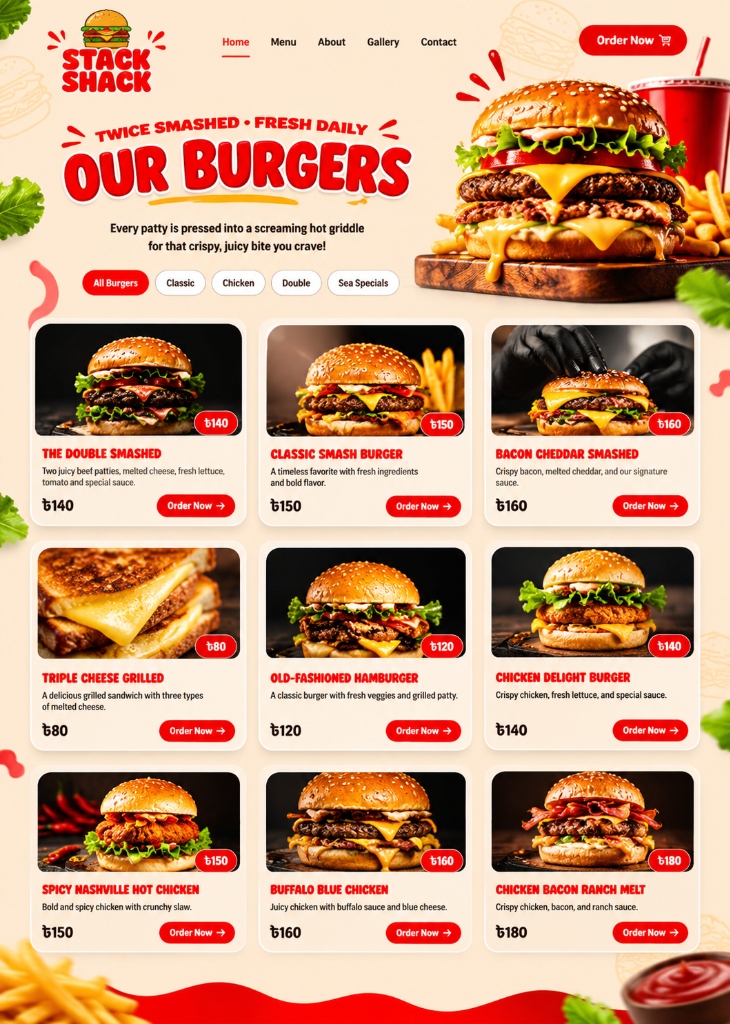 STACK
SHACK
Home
Menu
About
Gallery
Contact
Order Now
TWICE SMASHED • FRESH DAILY
OUR BURGERS
Every patty is pressed into a screaming hot griddle
for that crispy, juicy bite you crave!
All Burgers
Classic
Chicken
Double
Sea Specials
৳140
THE DOUBLE SMASHED
Two juicy beef patties, melted cheese, fresh lettuce,
tomato and special sauce.
৳140
Order Now →
৳150
CLASSIC SMASH BURGER
A timeless favorite with fresh ingredients
and bold flavor.
৳150
Order Now →
৳160
BACON CHEDDAR SMASHED
Crispy bacon, melted cheddar, and our signature
sauce.
৳160
Order Now →
৳80
TRIPLE CHEESE GRILLED
A delicious grilled sandwich with three types
of melted cheese.
৳80
Order Now →
৳120
OLD-FASHIONED HAMBURGER
A classic burger with fresh veggies and grilled patty.
৳120
Order Now →
৳140
CHICKEN DELIGHT BURGER
Crispy chicken, fresh lettuce, and special sauce.
৳140
Order Now →
৳150
SPICY NASHVILLE HOT CHICKEN
Bold and spicy chicken with crunchy slaw.
৳150
Order Now →
৳160
BUFFALO BLUE CHICKEN
Juicy chicken with buffalo sauce and blue cheese.
৳160
Order Now →
৳180
CHICKEN BACON RANCH MELT
Crispy chicken, bacon, and ranch sauce.
৳180
Order Now →